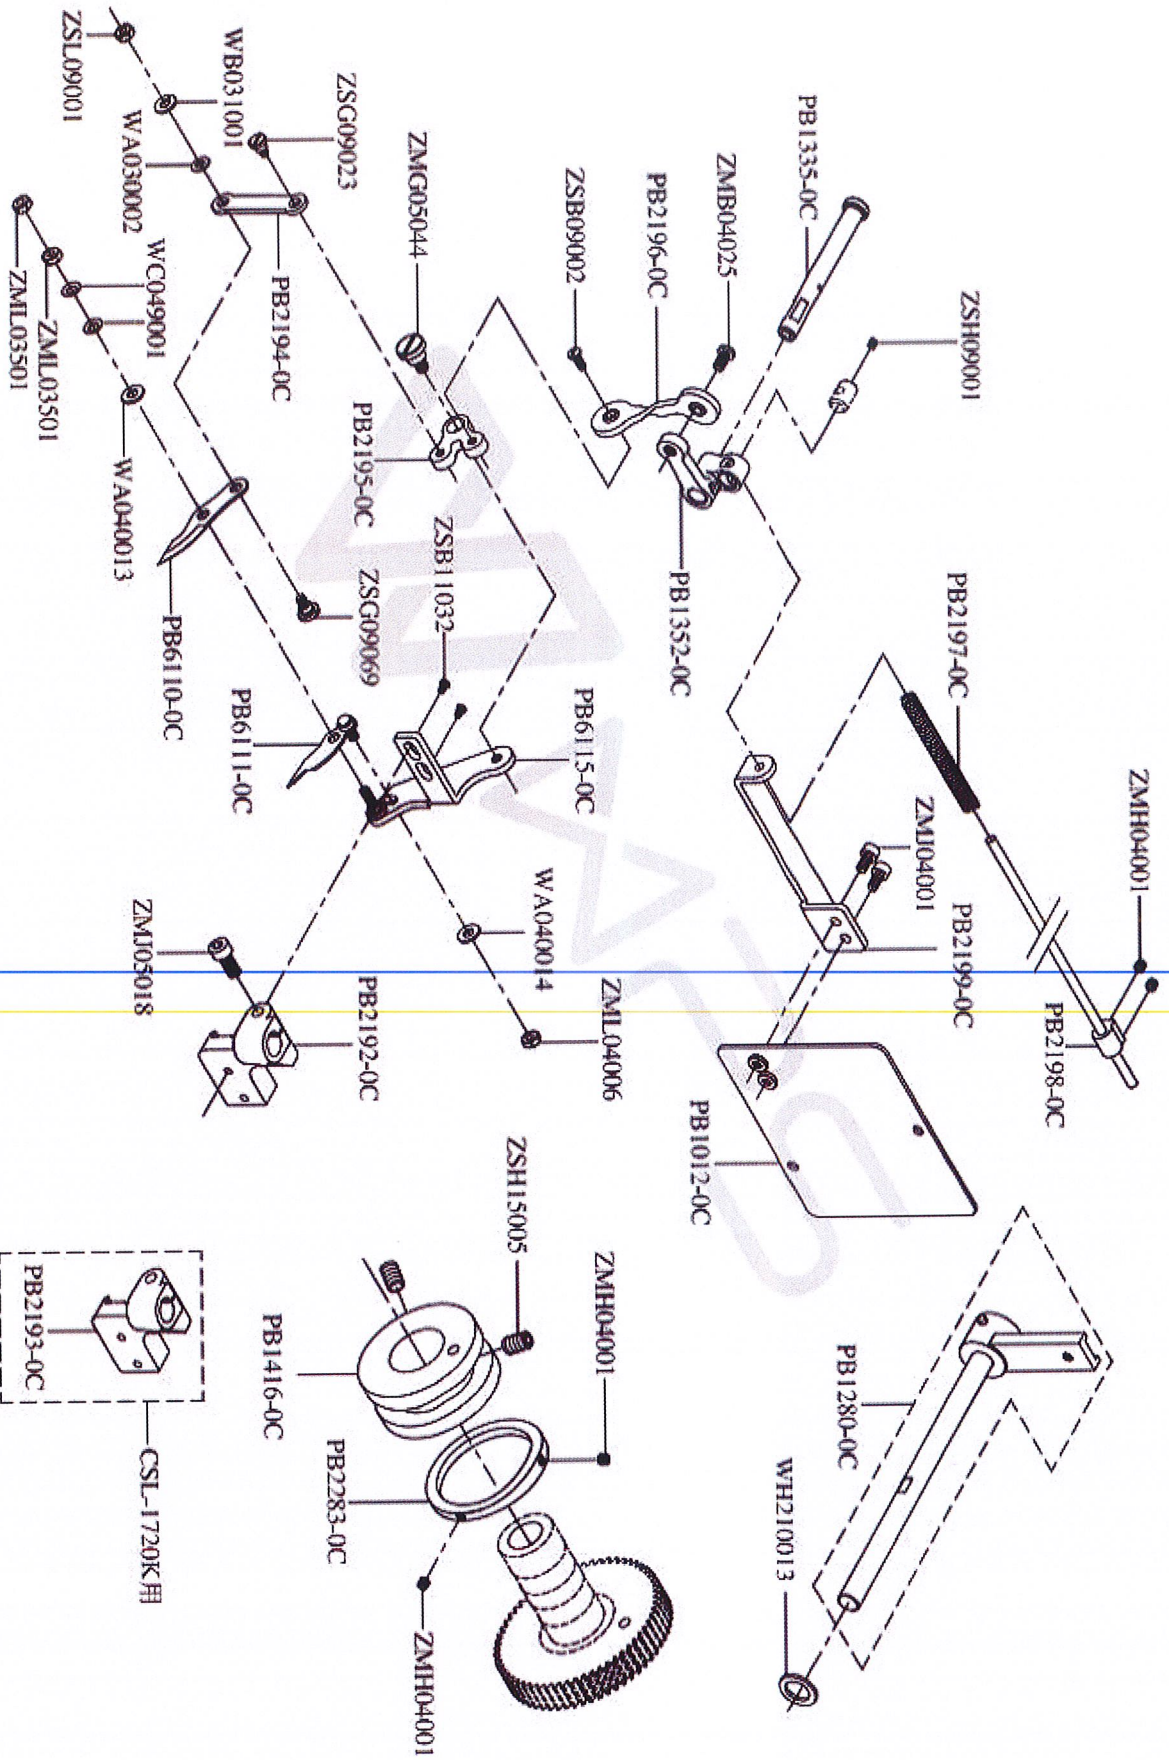 ZSL09001
WB031001
WA030002
ZSG09023
PB2194-0C
ZML03501
ZML03501
WC049001
WA040013
PB6110-0C
ZSG09069
ZMG05044
PB2195-0C
ZSB09002
PB2196-0C
ZMB04025
PB1335-0C
ZSH09001
PB1352-0C
ZSB11032
PB6111-0C
PB6115-0C
PB2197-0C
ZMH04001
ZMJ04001
PB2199-0C
PB2198-0C
WA040014
ZML04006
ZMJ05018
PB2192-0C
PB1012-0C
ZSH15005
ZMH04001
PB1416-0C
PB2283-0C
ZMH04001
PB1280-0C
WH210013
PB2193-0C
CSL-1720K用